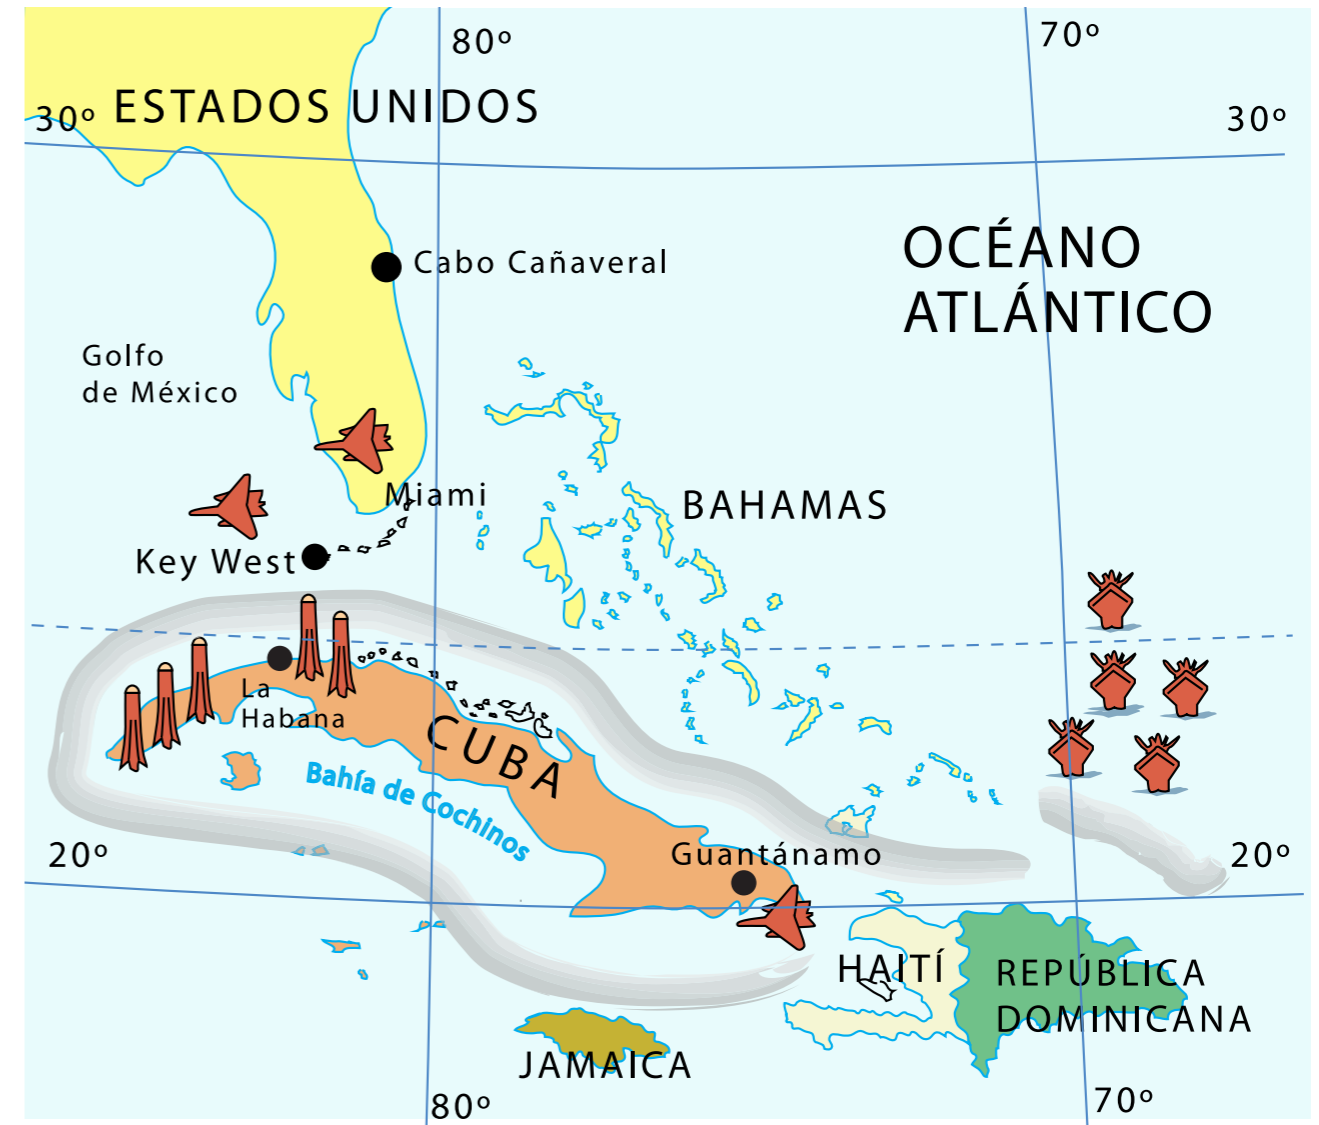 80º
70º
30º
ESTADOS UNIDOS
30º
OCÉANO
ATLÁNTICO
Cabo Cañaveral
Golfo
de México
Miami
BAHAMAS
Key West
La
Habana
CUBA
Bahía de Cochinos
20º
Guantánamo
20º
HAITÍ
REPÚBLICA
DOMINICANA
JAMAICA
80º
70º